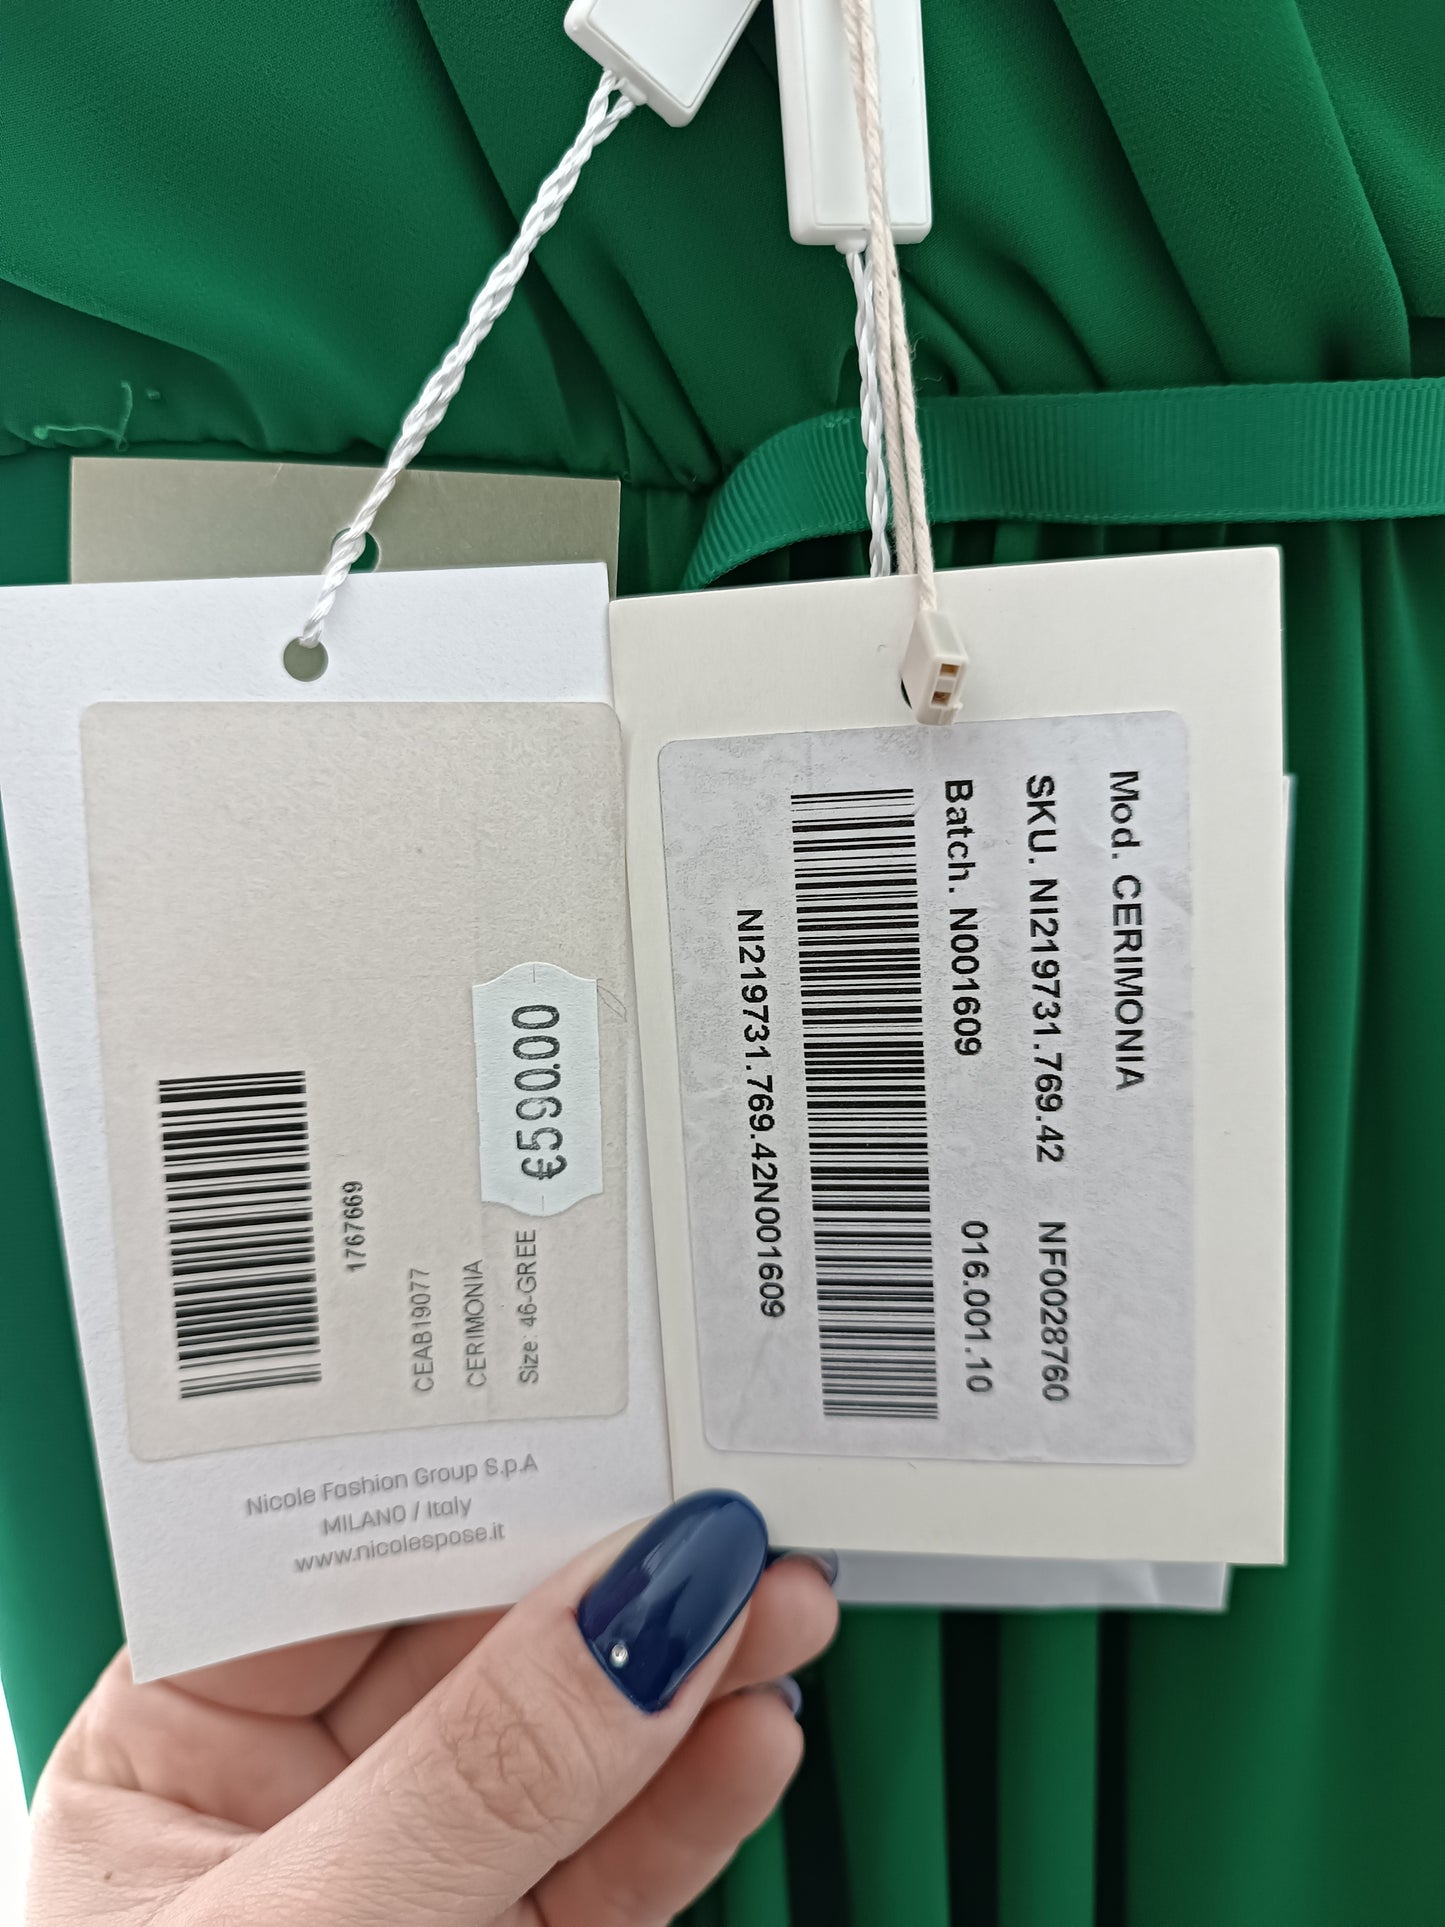 €590.00
1767669
CEAB19077
CERIMONIA
Size: 46-GREE
Nicole Fashion Group S.p.A
MILANO / Italy
www.nicolespose.it
Mod. CERIMONIA
SKU. NI219731.769.42 NF0028760
Batch. N001609 016.001.10
NI219731.769.42N001609